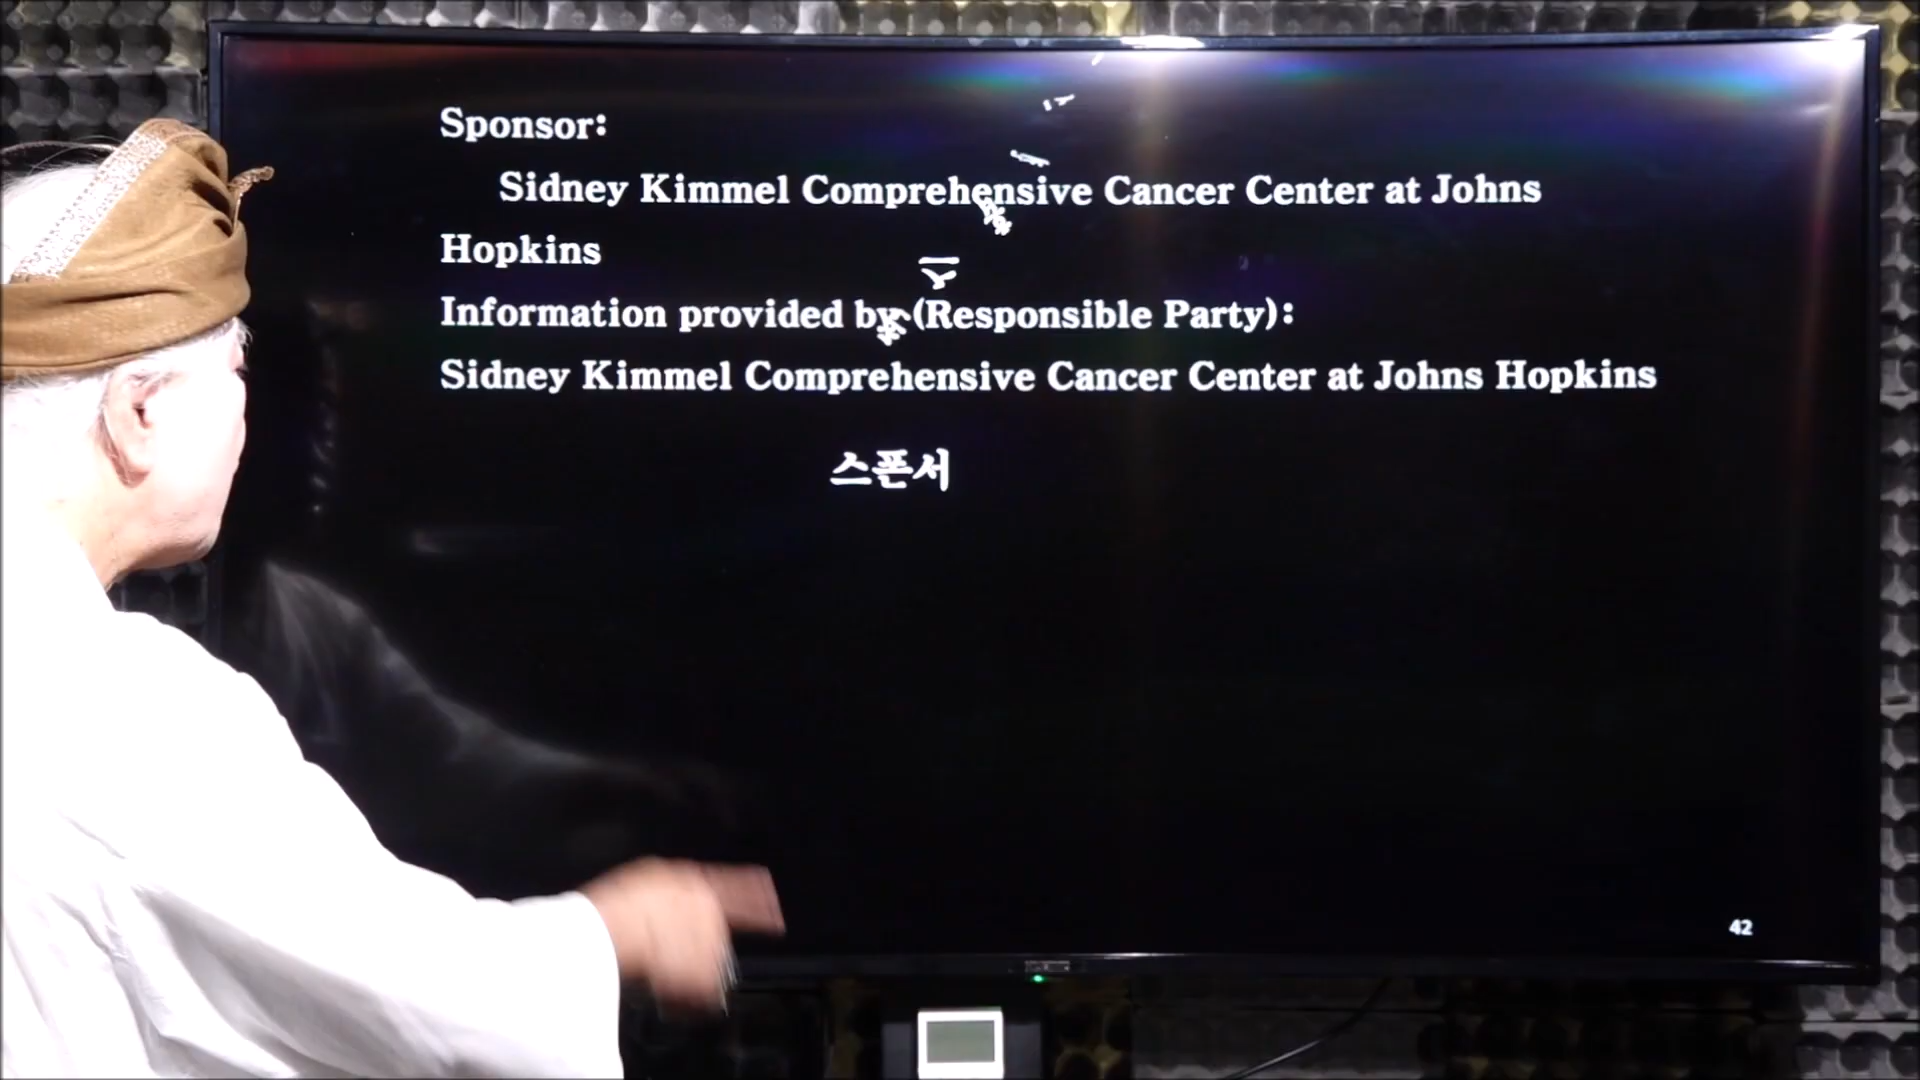 Sponsor:
Sidney Kimmel Comprehensive Cancer Center at Johns
Hopkins
Information provided by (Responsible Party):
Sidney Kimmel Comprehensive Cancer Center at Johns Hopkins
스폰서
42